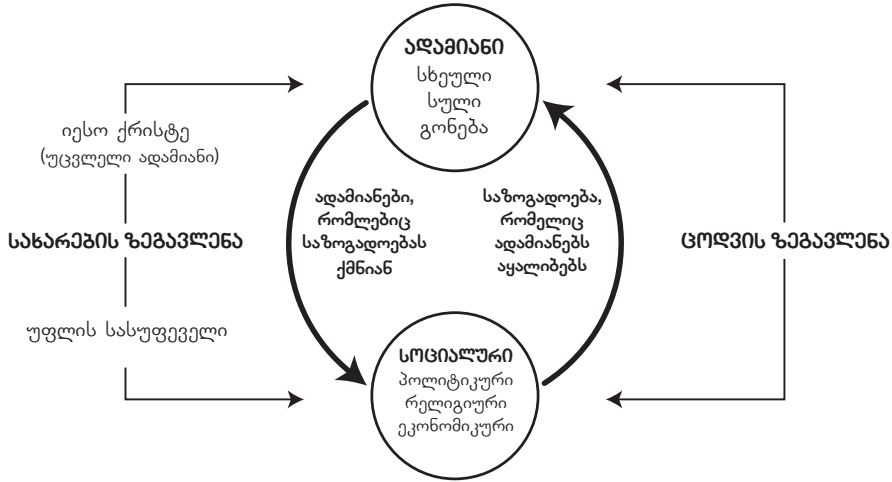 ადამიანი
სხეული
სული
გონება
იესო ქრისტე
(უცვლელი ადამიანი)
სახარების ზეგავლენა
უფლის სასუფეველი
ადამიანები,
რომლებიც
საზოგადოებას
ქმნიან
საზოგადოება,
რომელიც
ადამიანებს
აყალიბებს
ცოდვის ზეგავლენა
სოციალური
პოლიტიკური
რელიგიური
ეკონომიკური